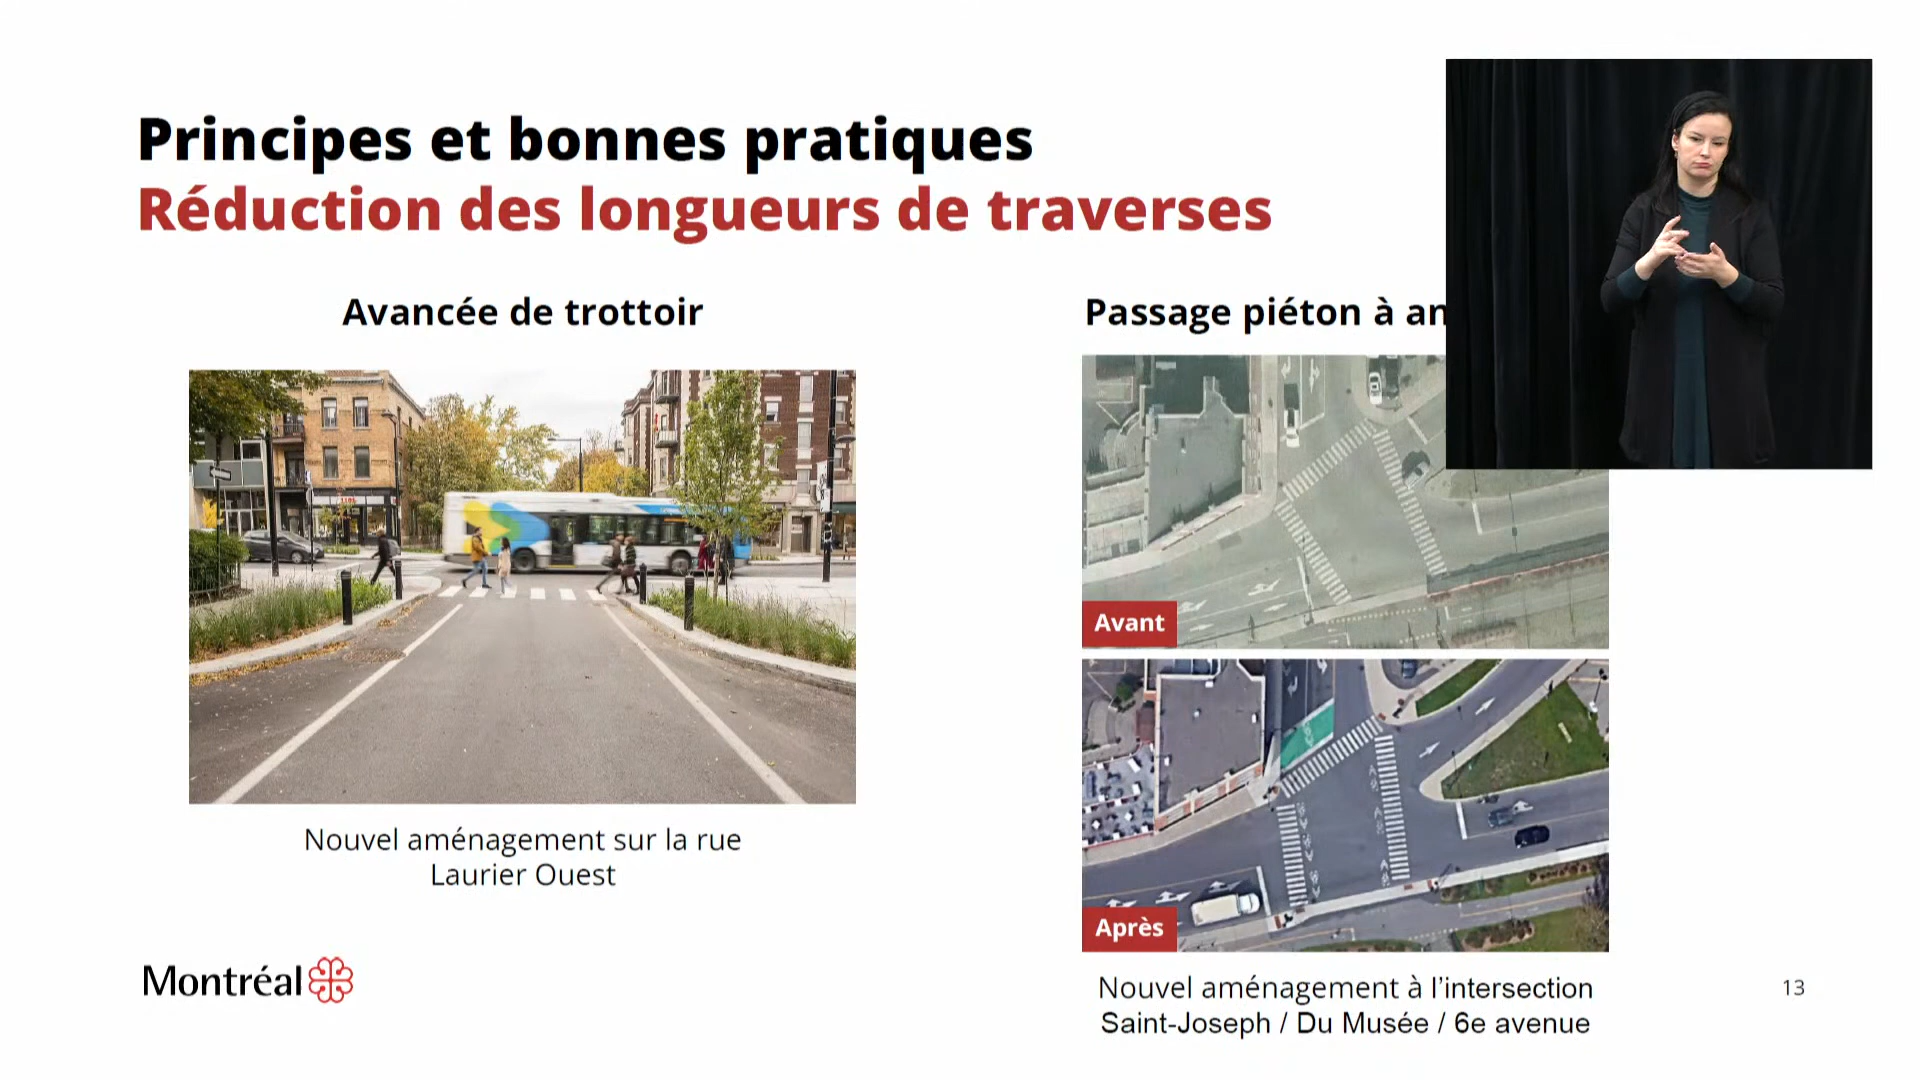 Principes et bonnes pratiques
Réduction des longueurs de traverses
Avancée de trottoir
Passage piéton à
Avant
Après
Nouvel aménagement sur la rue
Laurier Ouest
Nouvel aménagement à l'intersection
Saint-Joseph / Du Musée / 6e avenue
Montréal
13